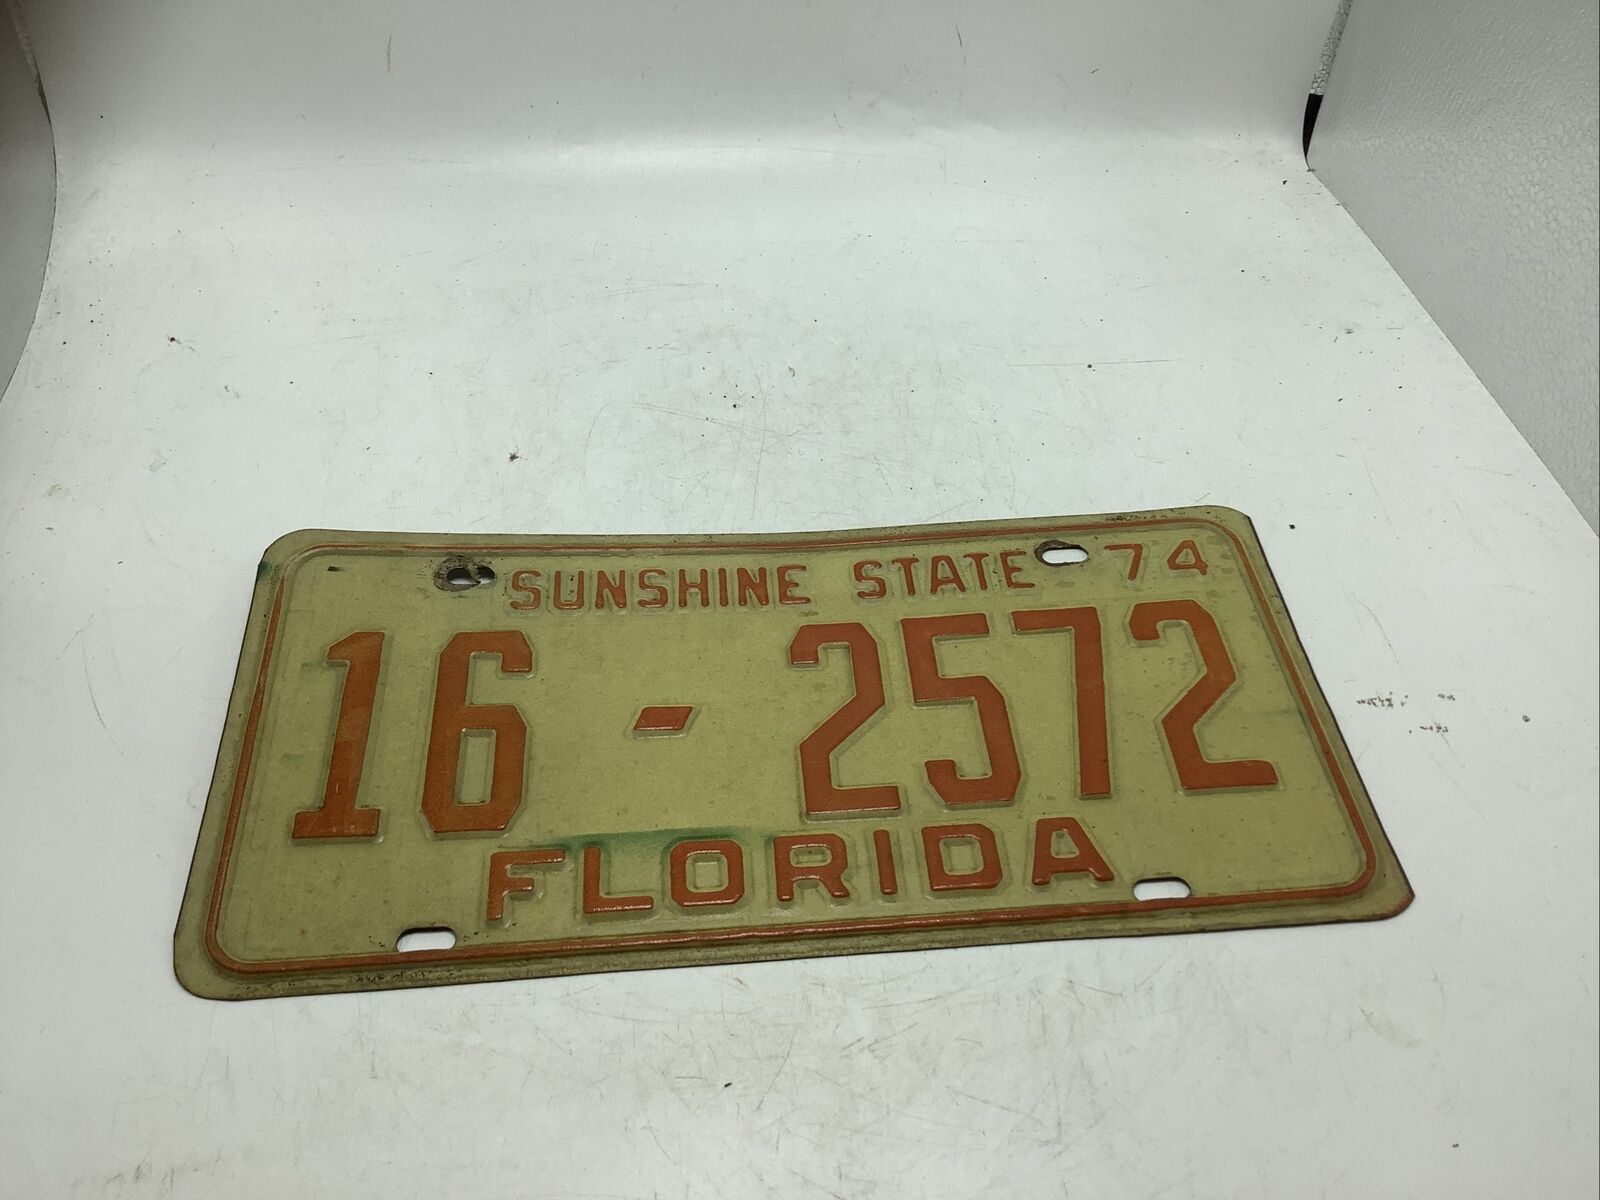 SUNSHINE STATE 74
16-2572
FLORIDA